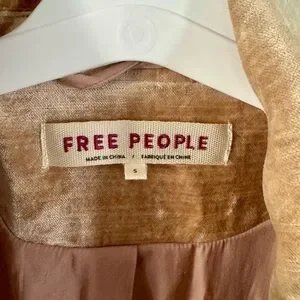 FREE PEOPLE
MADE IN CHINA / FABRIQUÉ EN CHINE
S